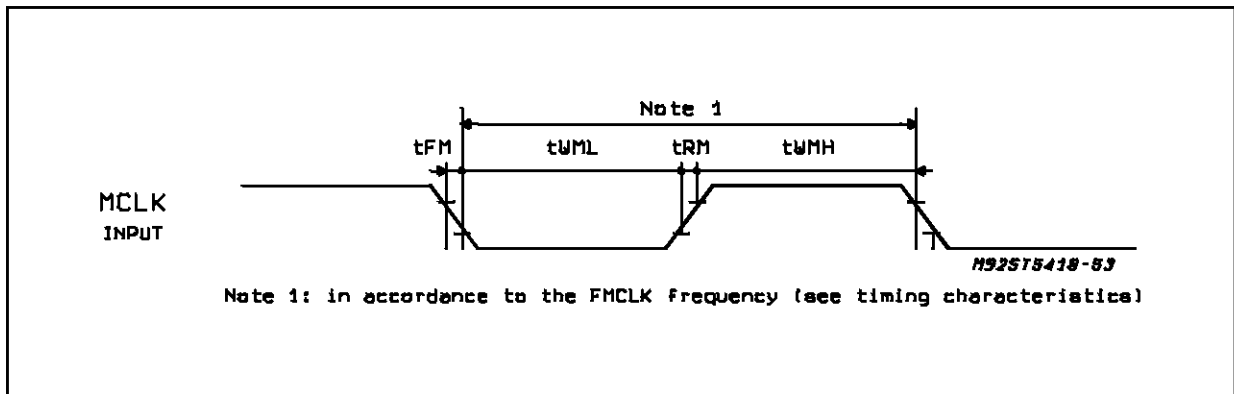 Note 1
tFM tWML tRM tWMH
MCLK
INPUT
M92ST5418-53
Note 1: in accordance to the FMCLK frequency (see timing characteristics)